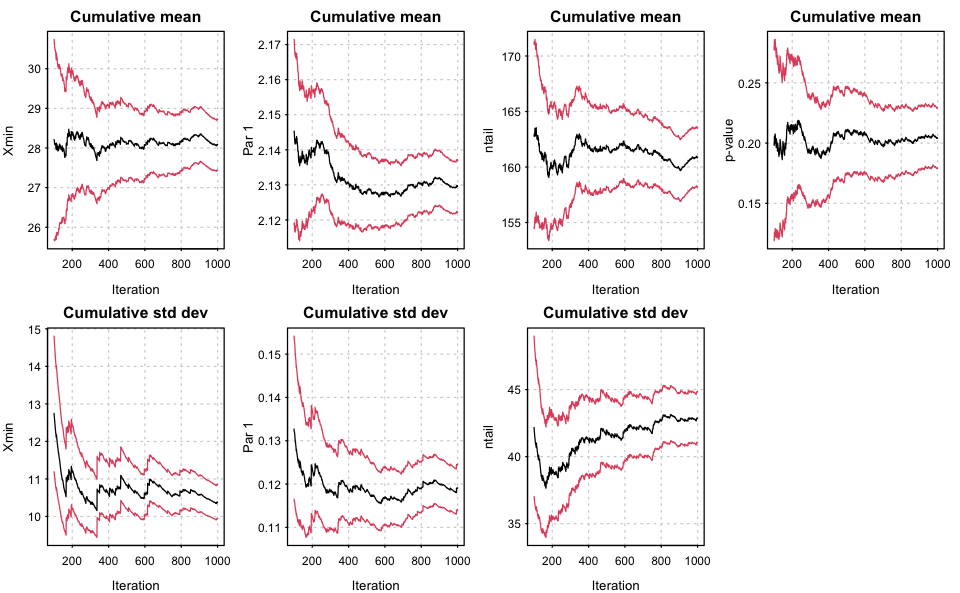 Cumulative mean
Xmin
30
29
28
27
26
200 400 600 800 1000
Iteration
Cumulative mean
Par 1
2.17
2.16
2.15
2.14
2.13
2.12
200 400 600 800 1000
Iteration
Cumulative mean
ntail
170
165
160
155
200 400 600 800 1000
Iteration
Cumulative mean
p-value
0.25
0.20
0.15
200 400 600 800 1000
Iteration
Cumulative std dev
Xmin
15
14
13
12
11
10
200 400 600 800 1000
Iteration
Cumulative std dev
Par 1
0.15
0.14
0.13
0.12
0.11
200 400 600 800 1000
Iteration
Cumulative std dev
ntail
45
40
35
200 400 600 800 1000
Iteration